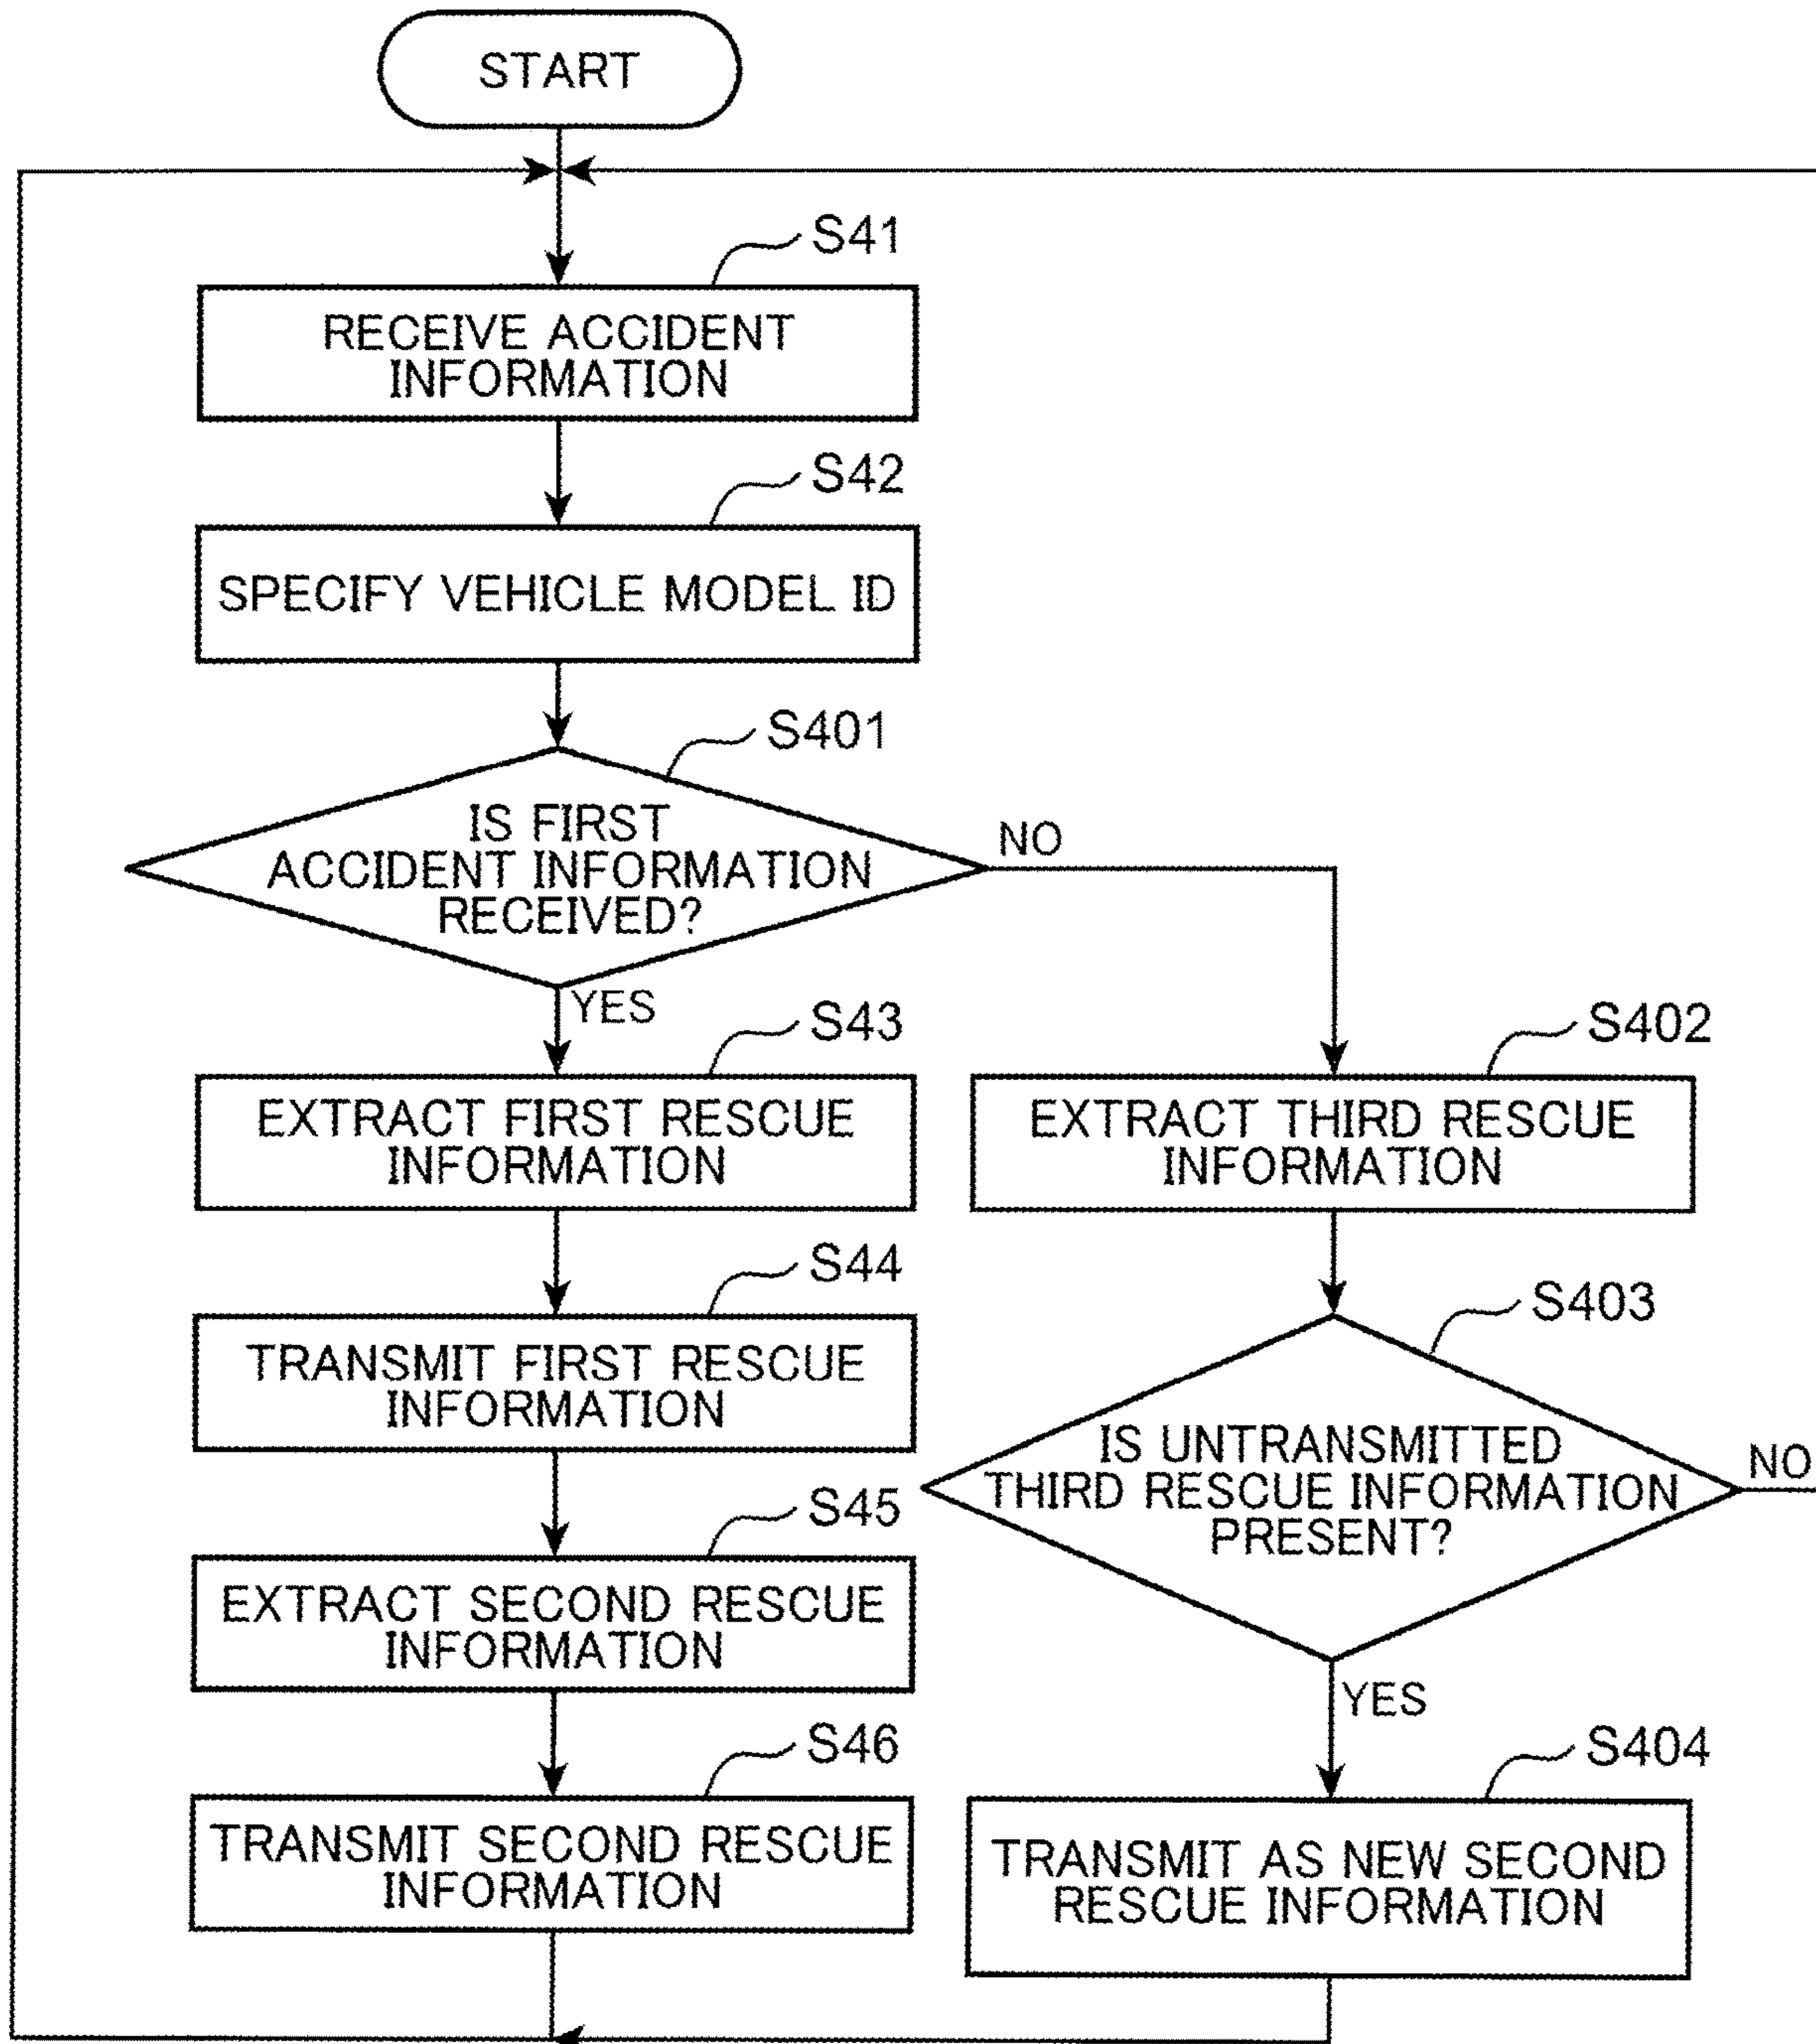 START
S41
RECEIVE ACCIDENT
INFORMATION
S42
SPECIFY VEHICLE MODEL ID
S401
IS FIRST
ACCIDENT INFORMATION
RECEIVED?
NO
YES
S43
EXTRACT FIRST RESCUE
INFORMATION
S402
EXTRACT THIRD RESCUE
INFORMATION
S44
TRANSMIT FIRST RESCUE
INFORMATION
S403
IS UNTRANSMITTED
THIRD RESCUE INFORMATION
PRESENT?
NO
YES
S45
EXTRACT SECOND RESCUE
INFORMATION
S46
TRANSMIT SECOND RESCUE
INFORMATION
S404
TRANSMIT AS NEW SECOND
RESCUE INFORMATION